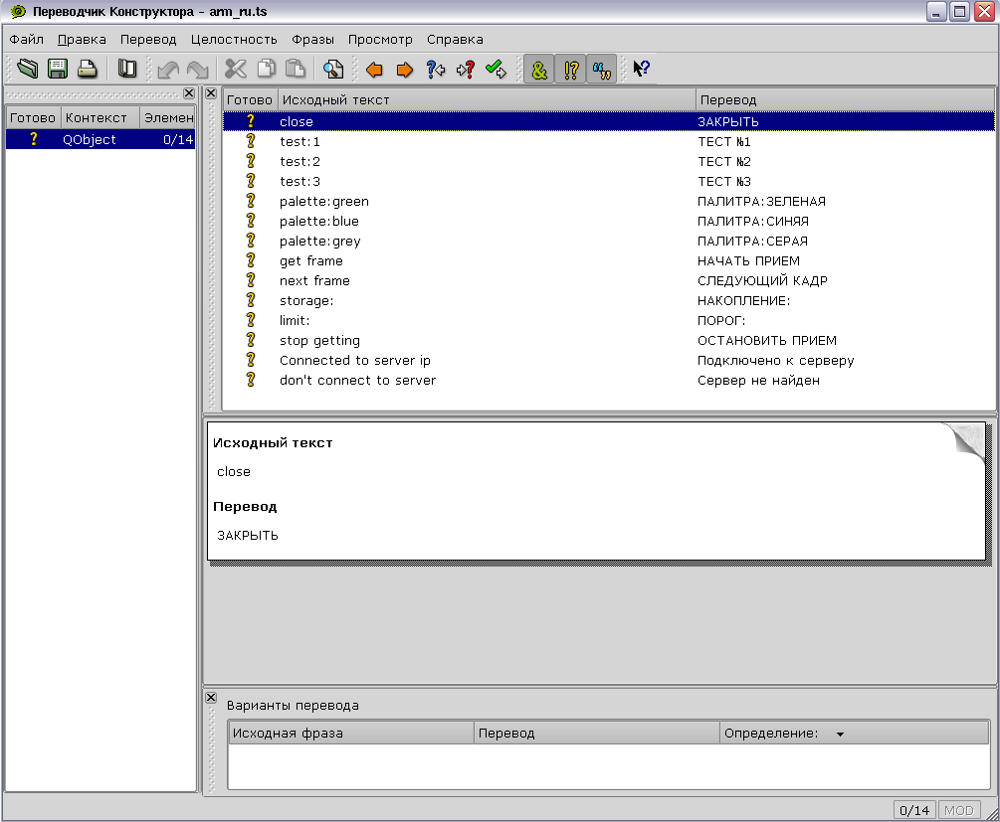 Переводчик Конструктора - arm_ru.ts
Файл Правка Перевод Целостность Фразы Просмотр Справка
Готово Контекст Элемен
? QObject 0/14
Готово Исходный текст Перевод
? close ЗАКРЫТЬ
? test:1 ТЕСТ №1
? test:2 ТЕСТ №2
? test:3 ТЕСТ №3
? palette:green ПАЛИТРА:ЗЕЛЕНАЯ
? palette:blue ПАЛИТРА:СИНЯЯ
? palette:grey ПАЛИТРА:СЕРАЯ
? get frame НАЧАТЬ ПРИЕМ
? next frame СЛЕДУЮЩИЙ КАДР
? storage: НАКОПЛЕНИЕ:
? limit: ПОРОГ:
? stop getting ОСТАНОВИТЬ ПРИЕМ
? Connected to server ip Подключено к серверу
? don't connect to server Сервер не найден
Исходный текст
close
Перевод
ЗАКРЫТЬ
Варианты перевода
Исходная фраза Перевод Определение:
0/14 MOD